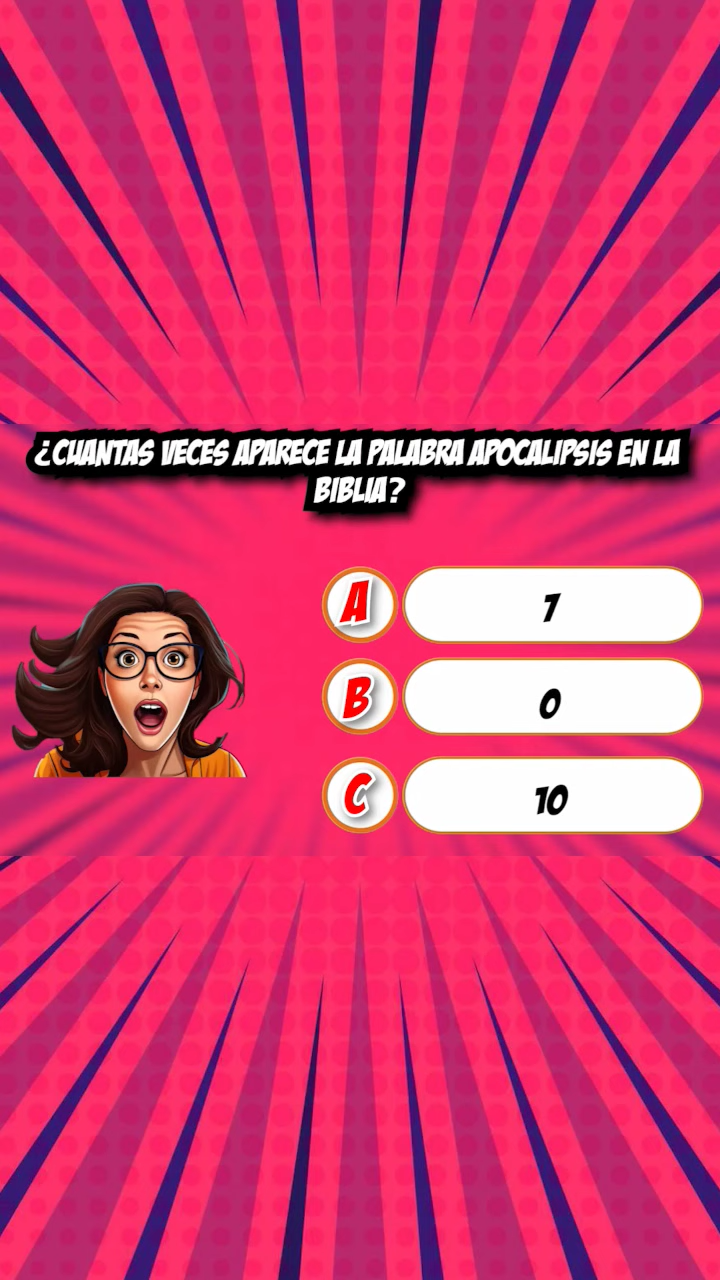 ¿CUANTAS VECES APARECE LA PALABRA APOCALIPSIS EN LA
BIBLIA?
A 7
B 0
C 10